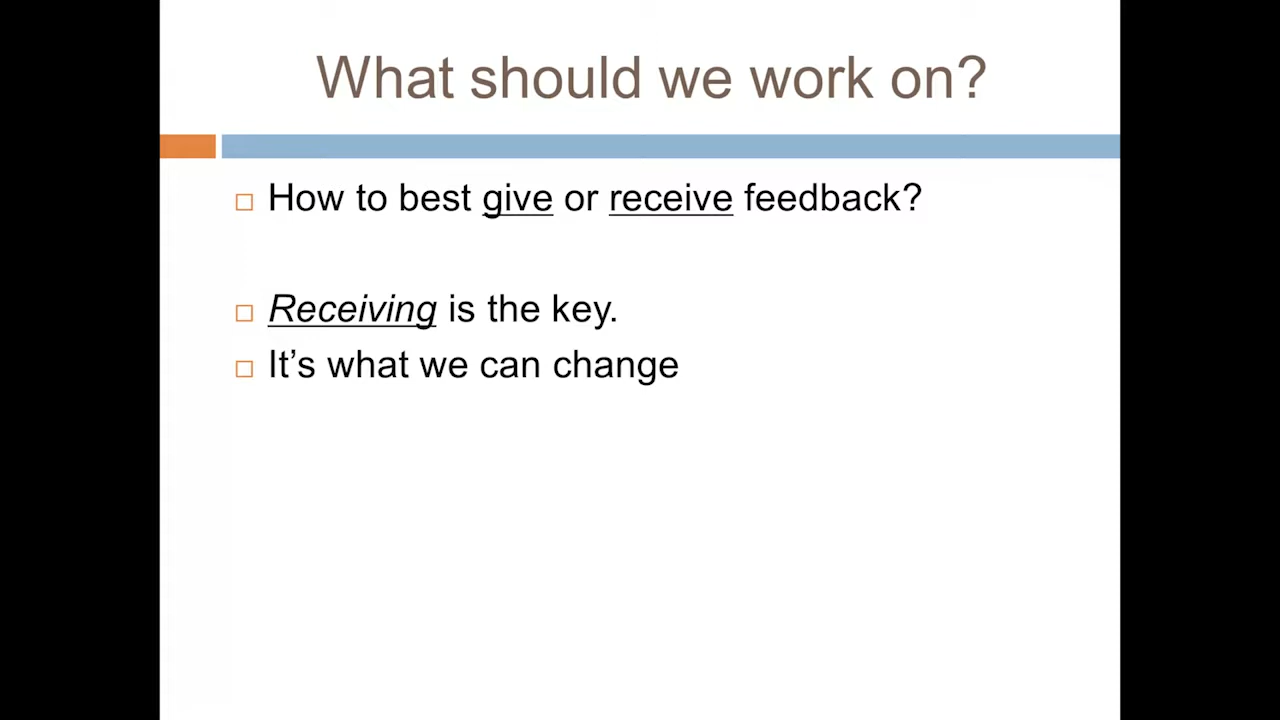 What should we work on?
How to best give or receive feedback?
Receiving is the key.
It’s what we can change